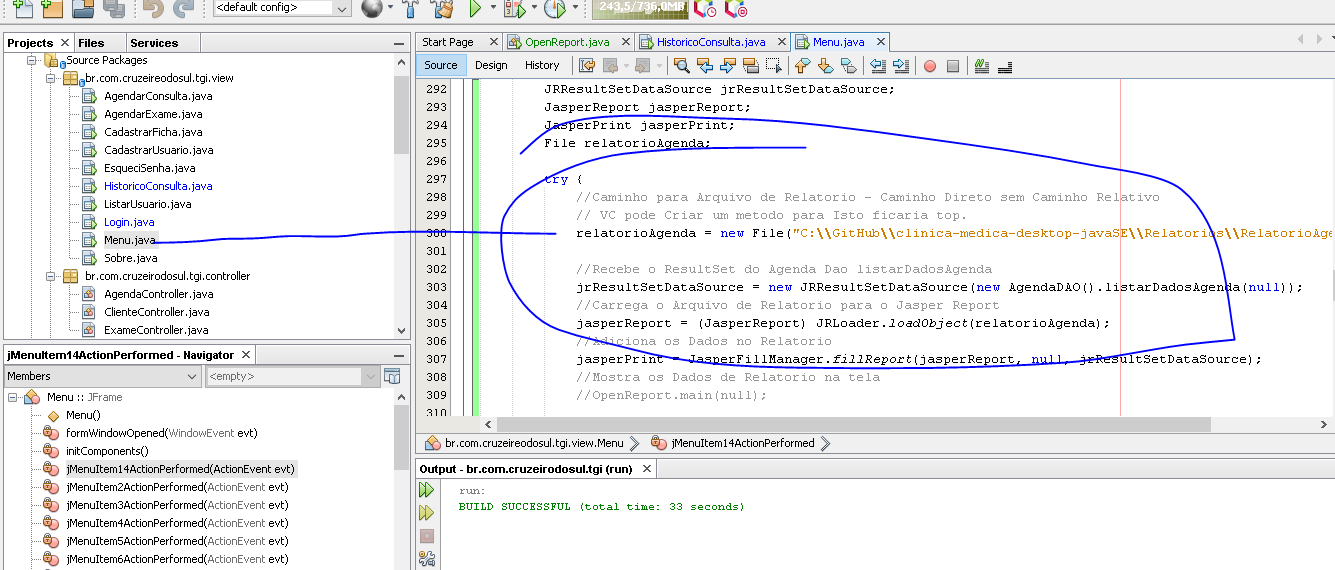 <default config>
243,5/736,0MB
Projects
Files
Services
Source Packages
br.com.cruzeireodosul.tgi.view
AgendarConsulta.java
AgendarExame.java
CadastrarFicha.java
CadastrarUsuario.java
EsqueciSenha.java
HistoricoConsulta.java
ListarUsuario.java
Login.java
Menu.java
Sobre.java
br.com.cruzeirodosul.tgi.controller
AgendaController.java
ClienteController.java
ExameController.java
jMenuItem14ActionPerformed - Navigator
Members
<empty>
Menu :: JFrame
Menu()
formWindowOpened(WindowEvent evt)
initComponents()
jMenuItem14ActionPerformed(ActionEvent evt)
jMenuItem2ActionPerformed(ActionEvent evt)
jMenuItem3ActionPerformed(ActionEvent evt)
jMenuItem4ActionPerformed(ActionEvent evt)
jMenuItem5ActionPerformed(ActionEvent evt)
jMenuItem6ActionPerformed(ActionEvent evt)
Start Page
OpenReport.java
HistoricoConsulta.java
Menu.java
Source
Design
History
292 JRResultSetDataSource jrResultSetDataSource;
293 JasperReport jasperReport;
294 JasperPrint jasperPrint;
295 File relatorioAgenda;
296
297 try {
298 //Caminho para Arquivo de Relatorio - Caminho Direto sem Caminho Relativo
299 // VC pode Criar um metodo para Isto ficaria top.
300 relatorioAgenda = new File("C:\\GitHub\\clinica-medica-desktop-javaSE\\Relatorios\\RelatorioAge
302 //Recebe o ResultSet do Agenda Dao listarDadosAgenda
303 jrResultSetDataSource = new JRResultSetDataSource(new AgendaDAO().listarDadosAgenda(null));
304 //Carrega o Arquivo de Relatorio para o Jasper Report
305 jasperReport = (JasperReport) JRLoader.loadObject(relatorioAgenda);
306 //Adiciona os Dados no Relatorio
307 jasperPrint = JasperFillManager.fillReport(jasperReport, null, jrResultSetDataSource);
308 //Mostra os Dados de Relatorio na tela
309 //OpenReport.main(null);
310
br.com.cruzeireodosul.tgi.view.Menu
jMenuItem14ActionPerformed
Output - br.com.cruzeirodosul.tgi (run)
run:
BUILD SUCCESSFUL (total time: 33 seconds)